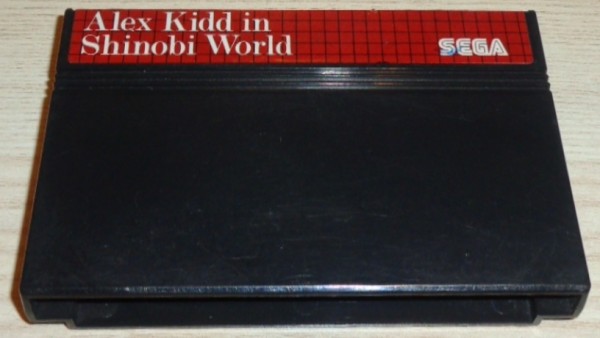 Alex Kidd in
Shinobi World
SEGA